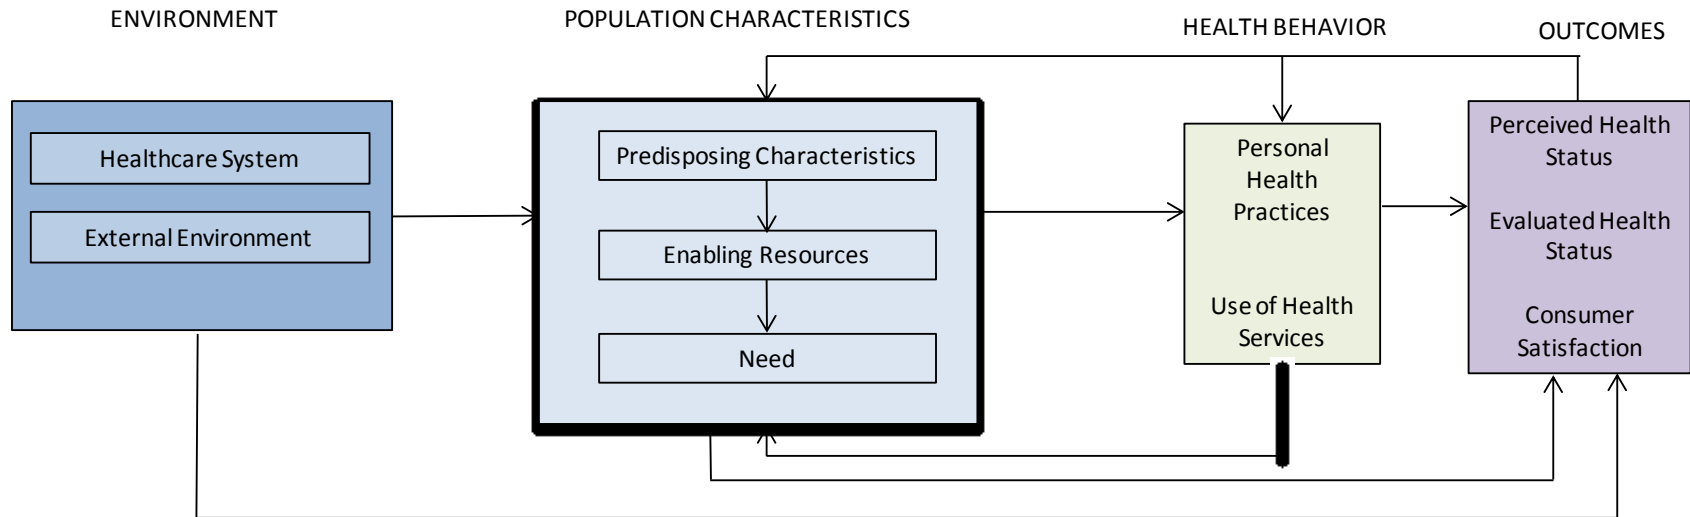 ENVIRONMENT
POPULATION CHARACTERISTICS
HEALTH BEHAVIOR
OUTCOMES
Healthcare System
External Environment
Predisposing Characteristics
Enabling Resources
Need
Personal
Health
Practices
Use of Health
Services
Perceived Health
Status
Evaluated Health
Status
Consumer
Satisfaction